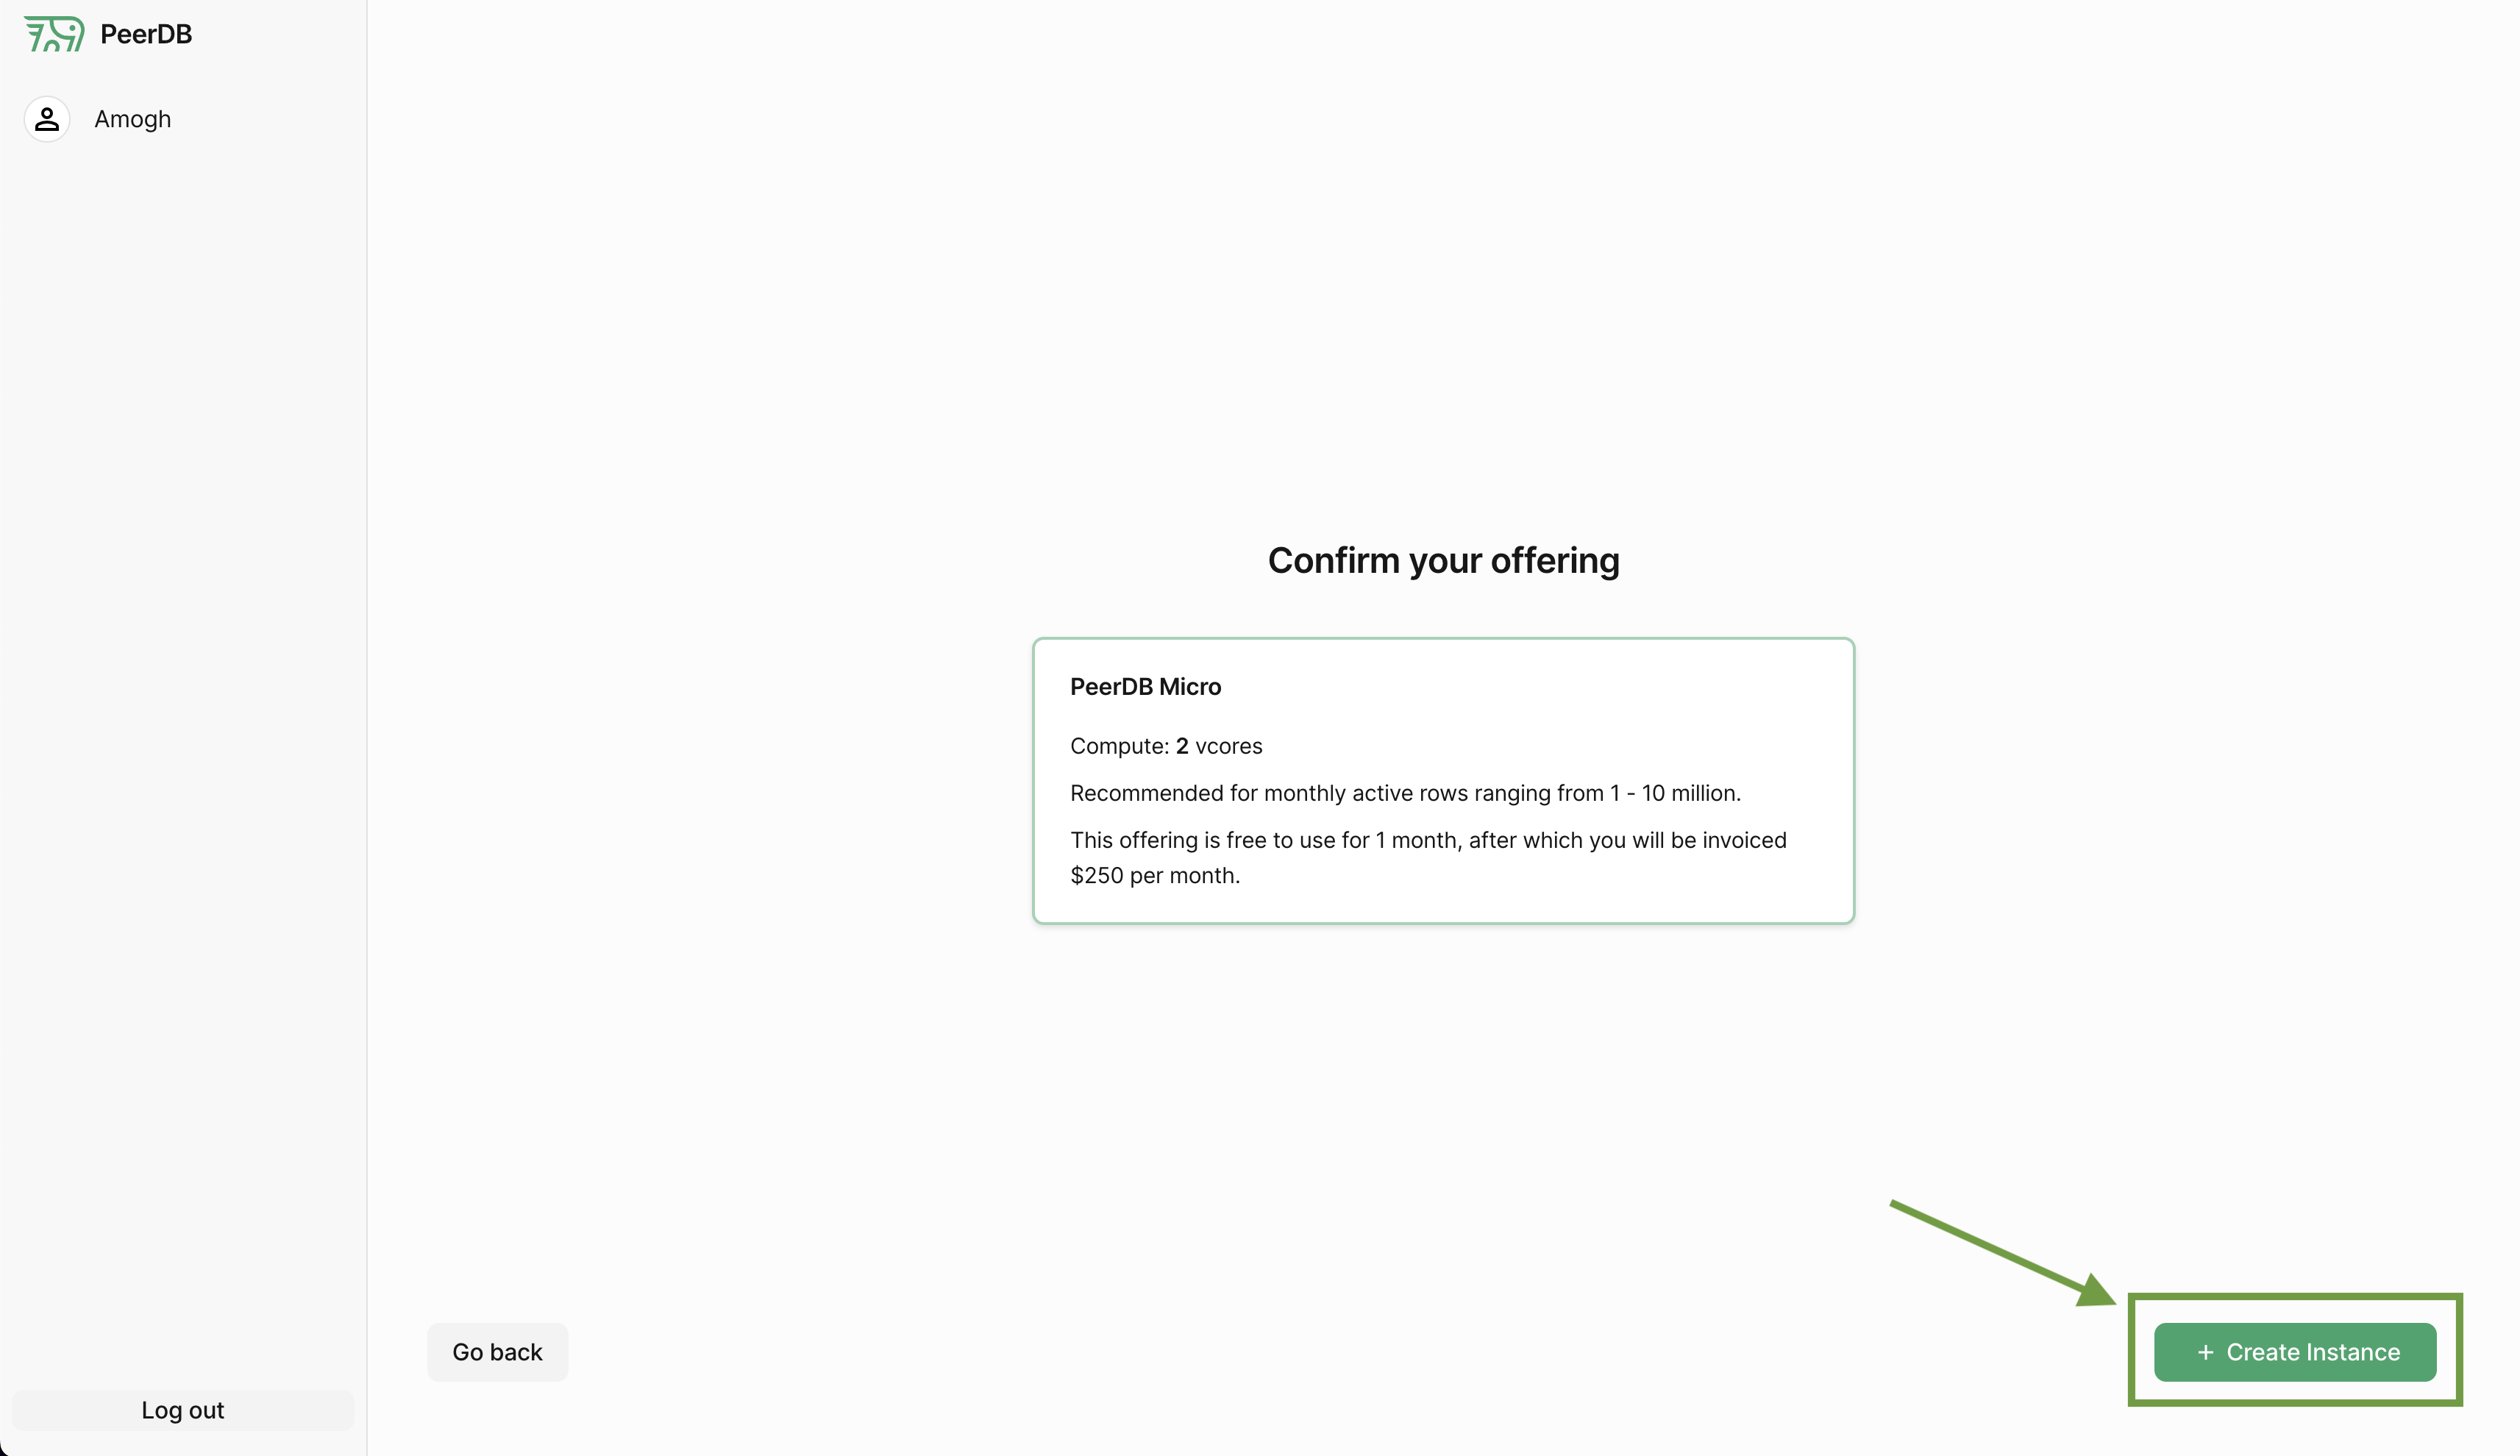 PeerDB
Amogh
Confirm your offering
PeerDB Micro
Compute: 2 vcores
Recommended for monthly active rows ranging from 1 - 10 million.
This offering is free to use for 1 month, after which you will be invoiced
$250 per month.
Go back
+ Create Instance
Log out